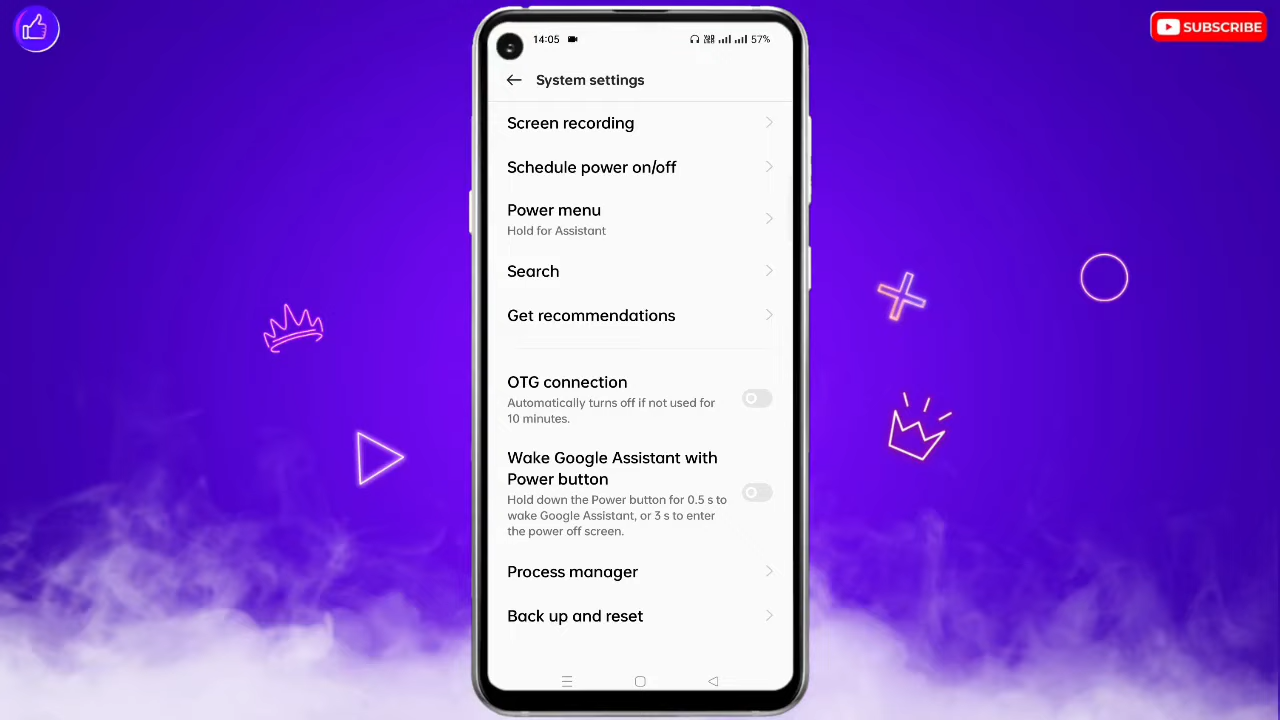 SUBSCRIBE
14:05
57%
System settings
Screen recording
Schedule power on/off
Power menu
Hold for Assistant
Search
Get recommendations
OTG connection
Automatically turns off if not used for
10 minutes.
Wake Google Assistant with
Power button
Hold down the Power button for 0.5 s to
wake Google Assistant, or 3 s to enter
the power off screen.
Process manager
Back up and reset